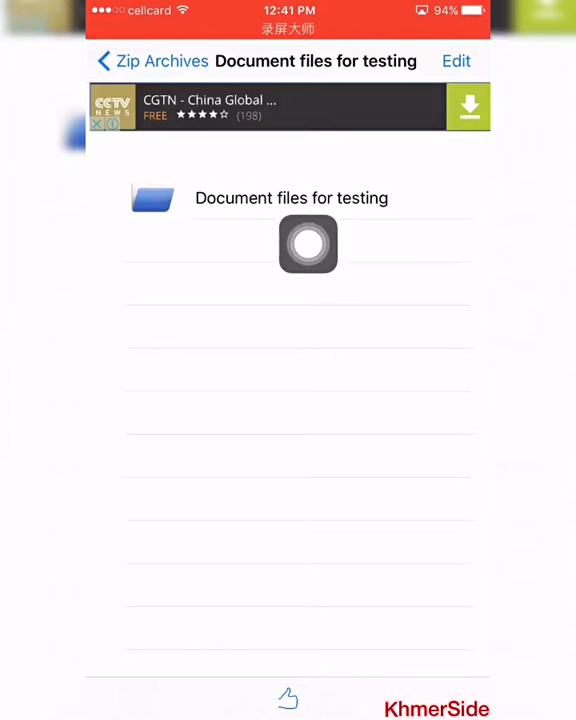 cellcard 12:41 PM 94%
录屏大师
Zip Archives Document files for testing Edit
CCTV NEWS
CGTN - China Global ...
FREE (198)
Document files for testing
KhmerSide